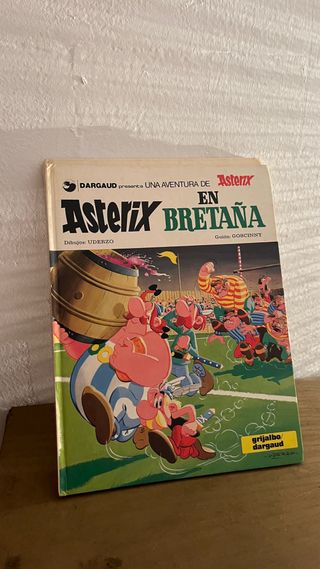 DARGAUD presenta UNA AVENTURA DE Asterix
Asterix EN BRETAÑA
Dibujos: UDERZO
Guión: GOSCINNY
grijalbo/
dargaud